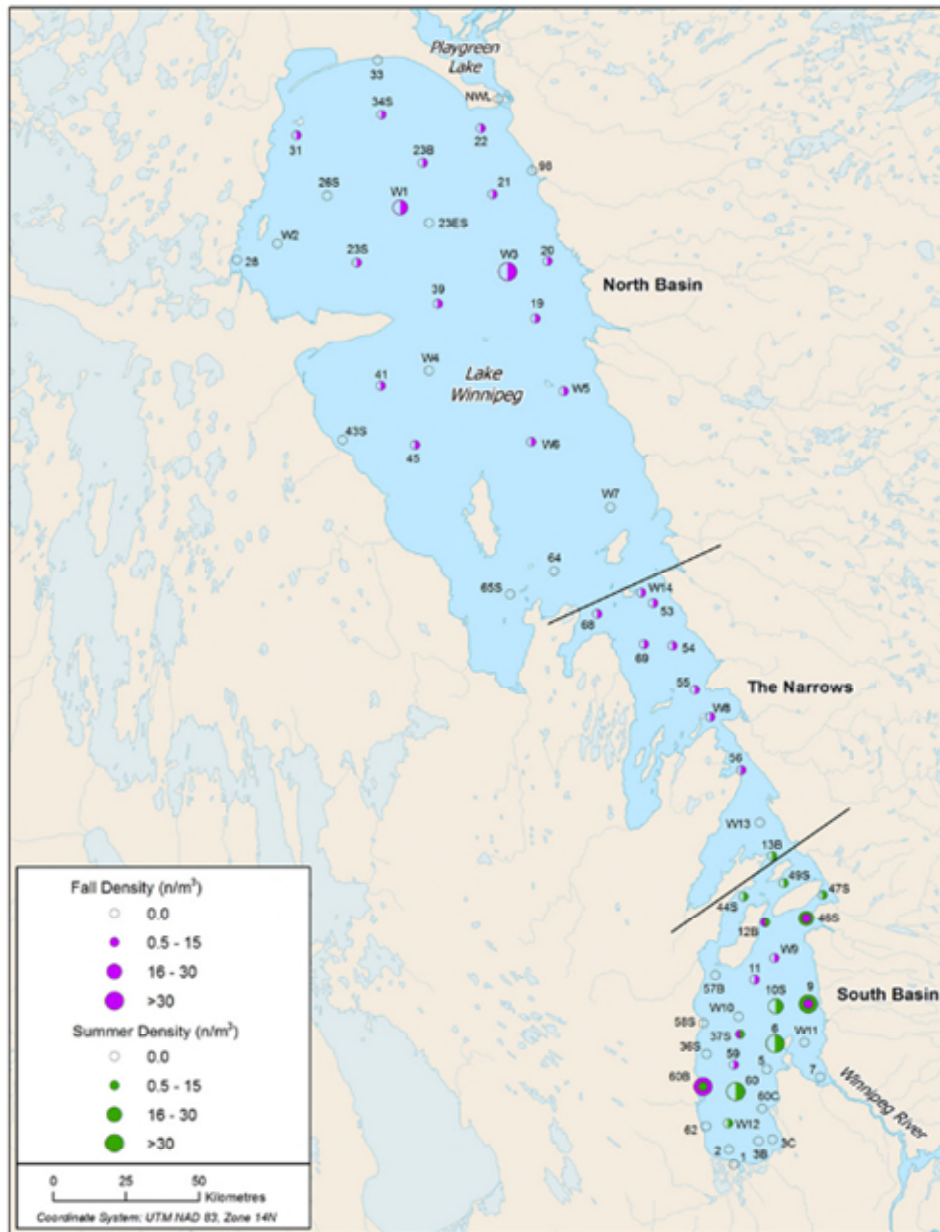 Playgreen
Lake
33
NWL
34S
22
31
23B
98
26S
W1
21
23ES
W2
28
23S
W3
20
North Basin
39
19
W4
Lake
Winnipeg
41
W5
43S
45
W6
W7
64
65S
W14
53
68
69
54
55
The Narrows
W8
56
W13
13B
49S
47S
44S
46S
12B
W9
11
57B
10S
9
South Basin
W10
58S
6
37S
W11
36S
59
5
7
60B
60
Winnipeg River
60C
62
W12
2
1
3B
3C
Fall Density (n/m³)
0.0
0.5 - 15
16 - 30
>30
Summer Density (n/m³)
0.0
0.5 - 15
16 - 30
>30
0 25 50
Kilometres
Coordinate System: UTM NAD 83, Zone 14N